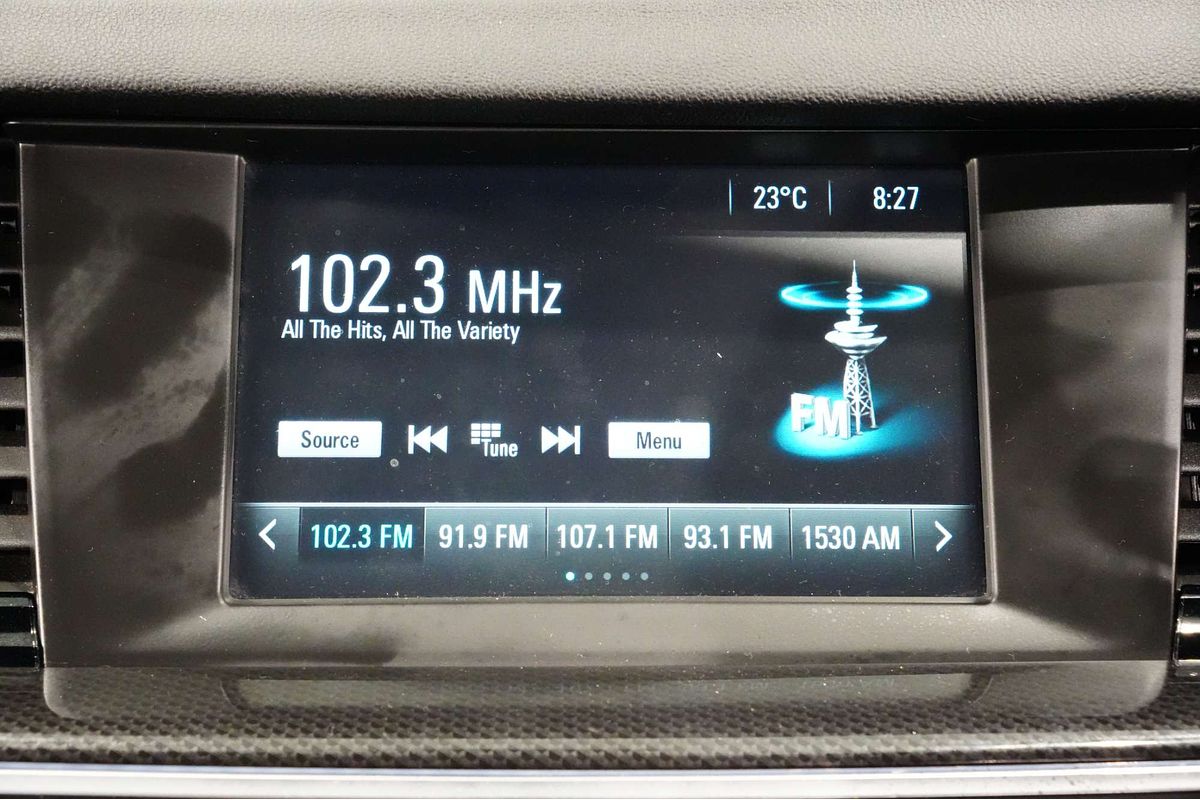 23°C 8:27
102.3 MHz
All The Hits, All The Variety
FM
Source Tune Menu
102.3 FM 91.9 FM 107.1 FM 93.1 FM 1530 AM